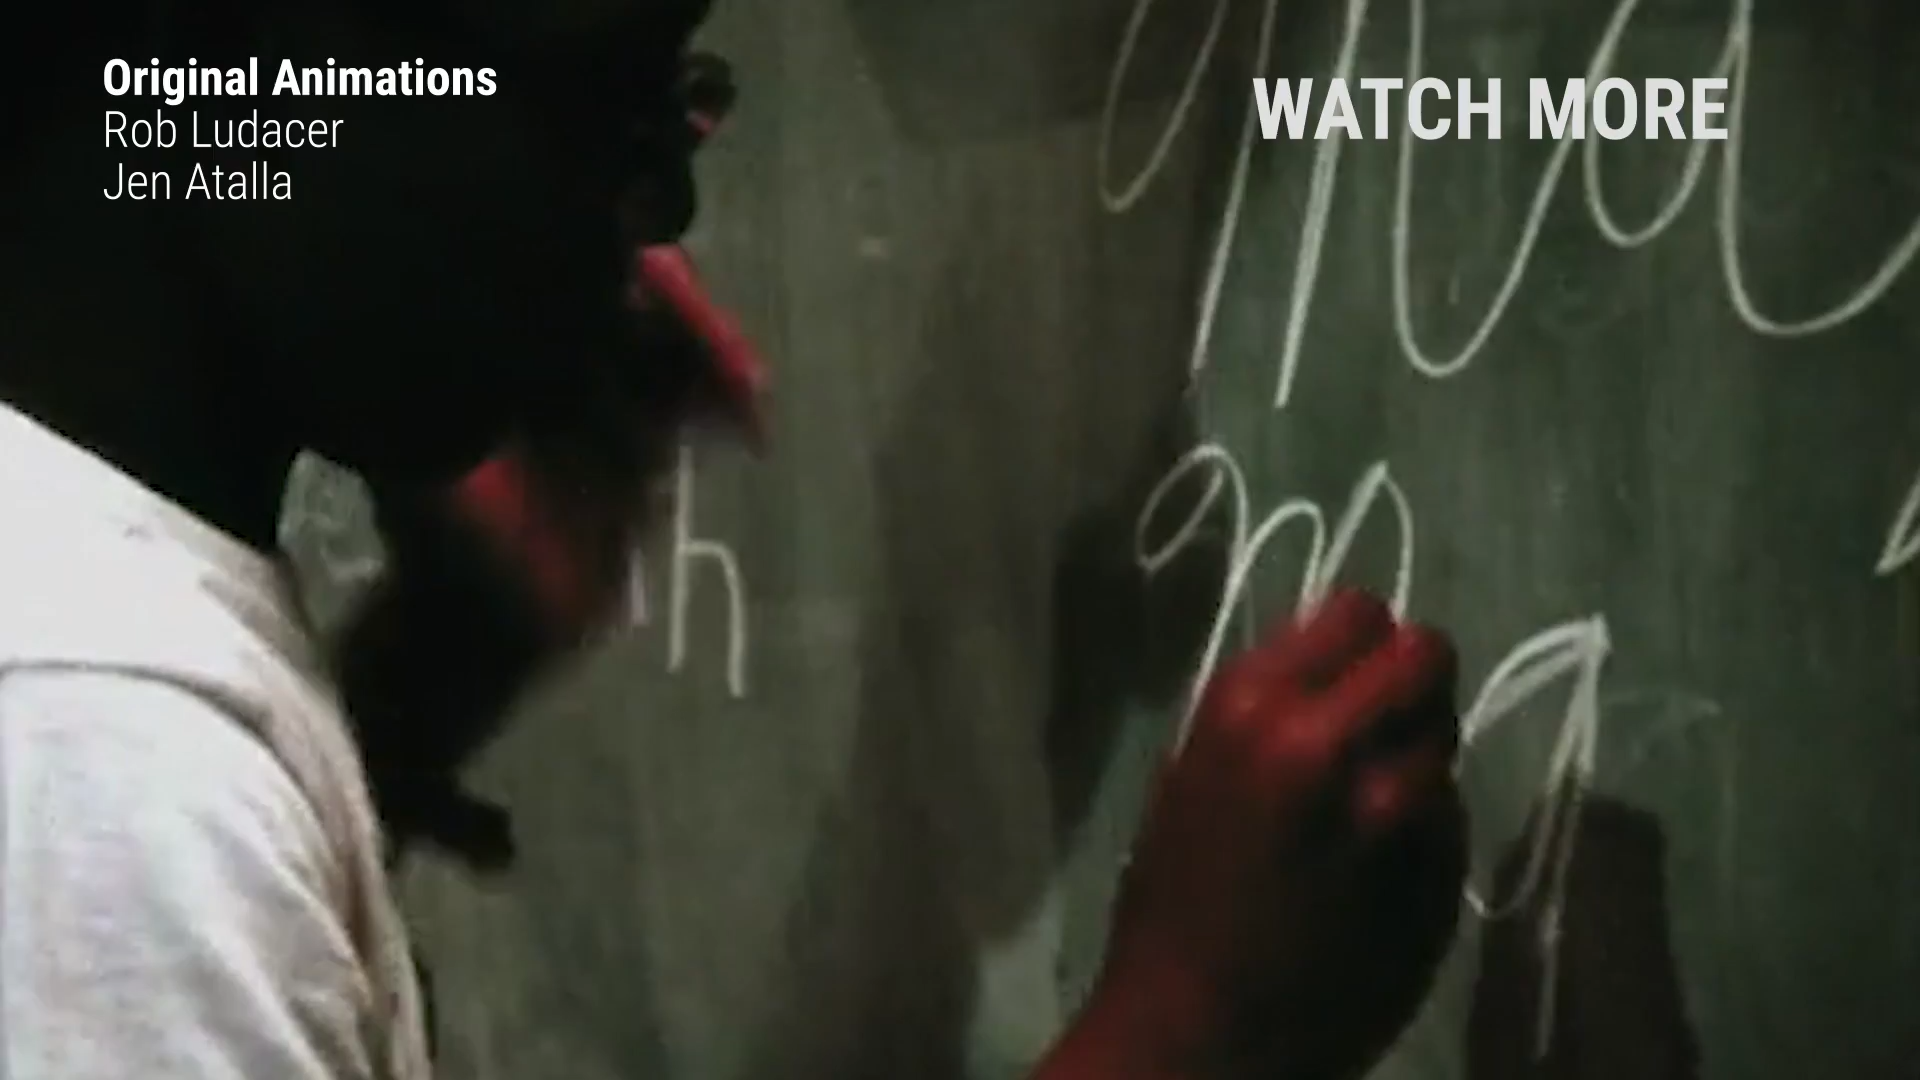 Original Animations
Rob Ludacer
Jen Atalla
WATCH MORE
h
m
q